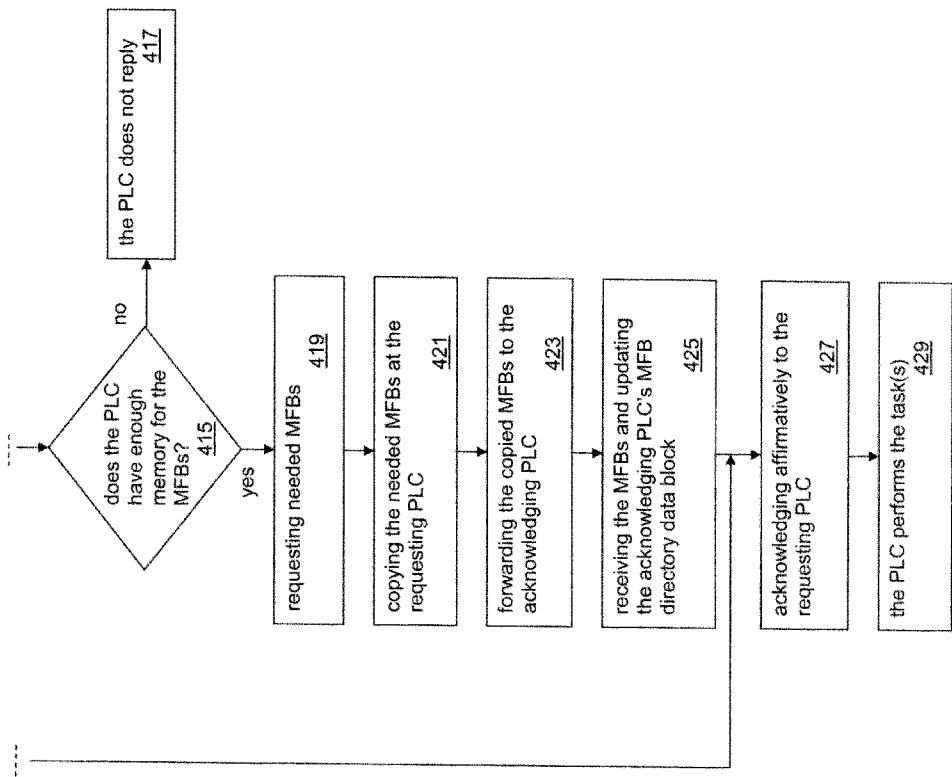 does the PLC
have enough
memory for the
MFBs?
415
no
the PLC does not reply
417
yes
requesting needed MFBs
419
copying the needed MFBs at the
requesting PLC
421
forwarding the copied MFBs to the
acknowledging PLC
423
receiving the MFBs and updating
the acknowledging PLC's MFB
directory data block
425
acknowledging affirmatively to the
requesting PLC
427
the PLC performs the task(s)
429